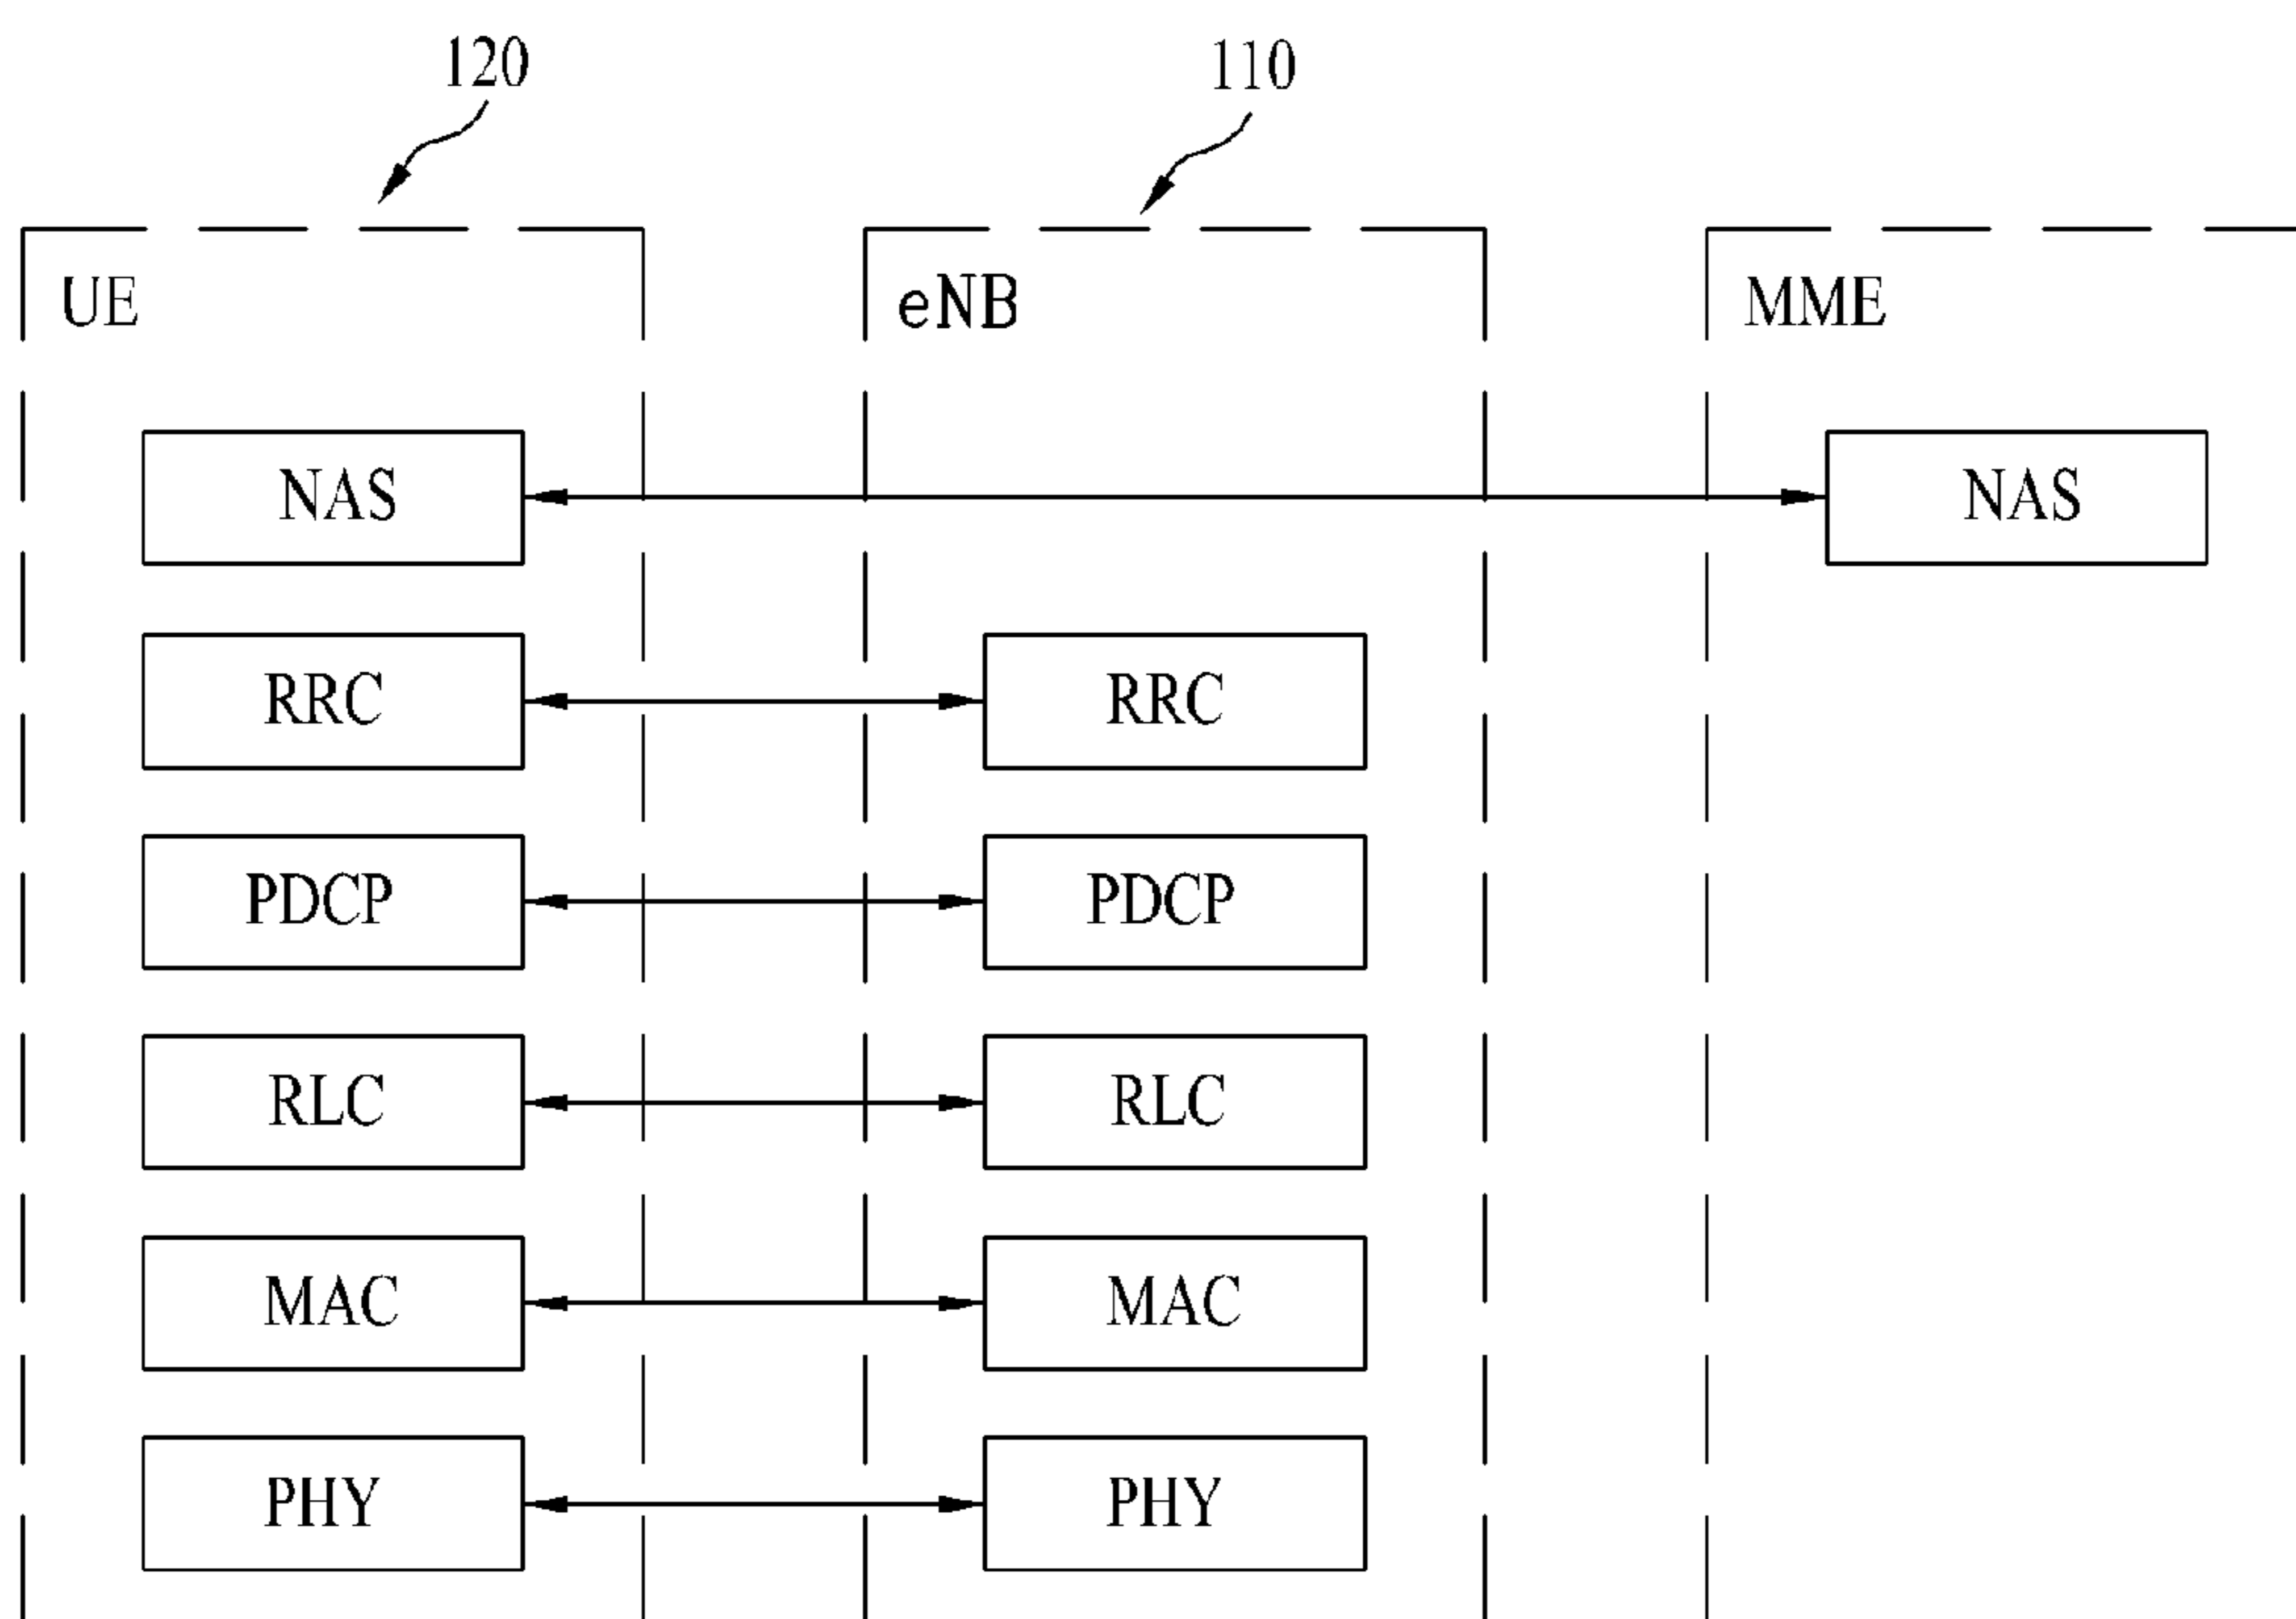 120 110
UE eNB MME
NAS NAS
RRC RRC
PDCP PDCP
RLC RLC
MAC MAC
PHY PHY